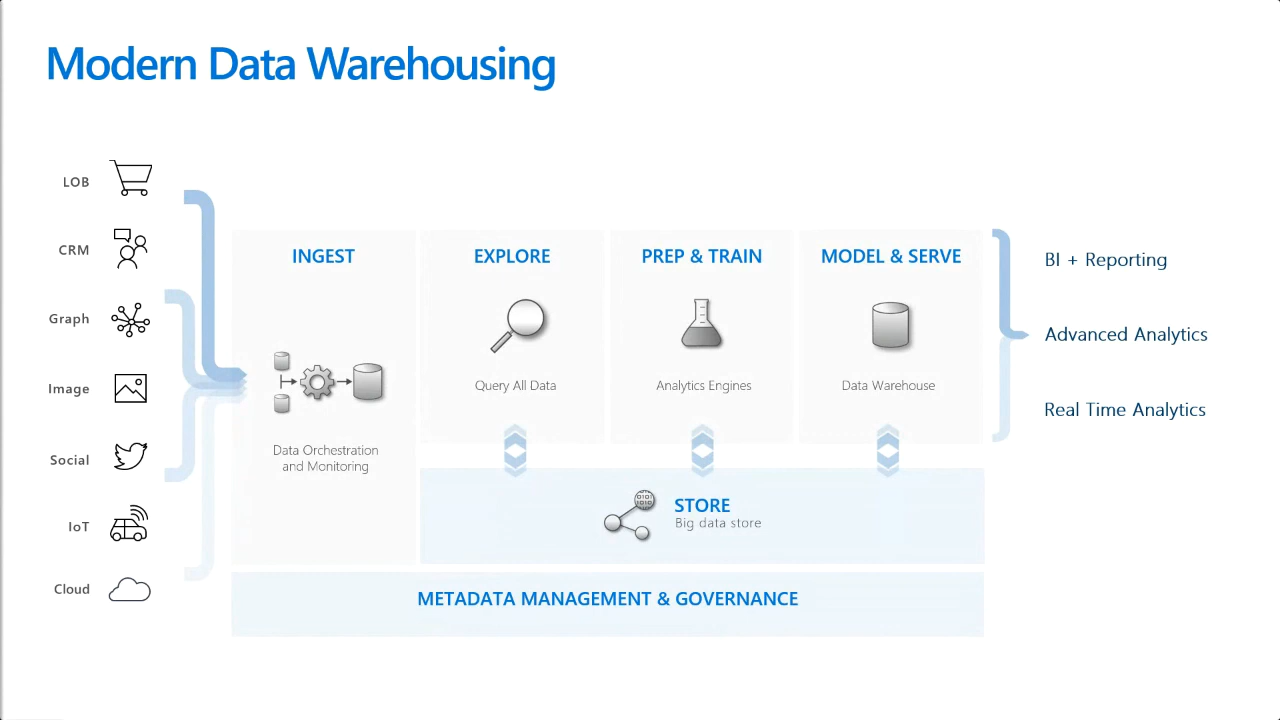 Modern Data Warehousing
LOB
CRM
Graph
Image
Social
IoT
Cloud
INGEST
Data Orchestration
and Monitoring
EXPLORE
Query All Data
PREP & TRAIN
Analytics Engines
MODEL & SERVE
Data Warehouse
0101
1010
STORE
Big data store
METADATA MANAGEMENT & GOVERNANCE
BI + Reporting
Advanced Analytics
Real Time Analytics